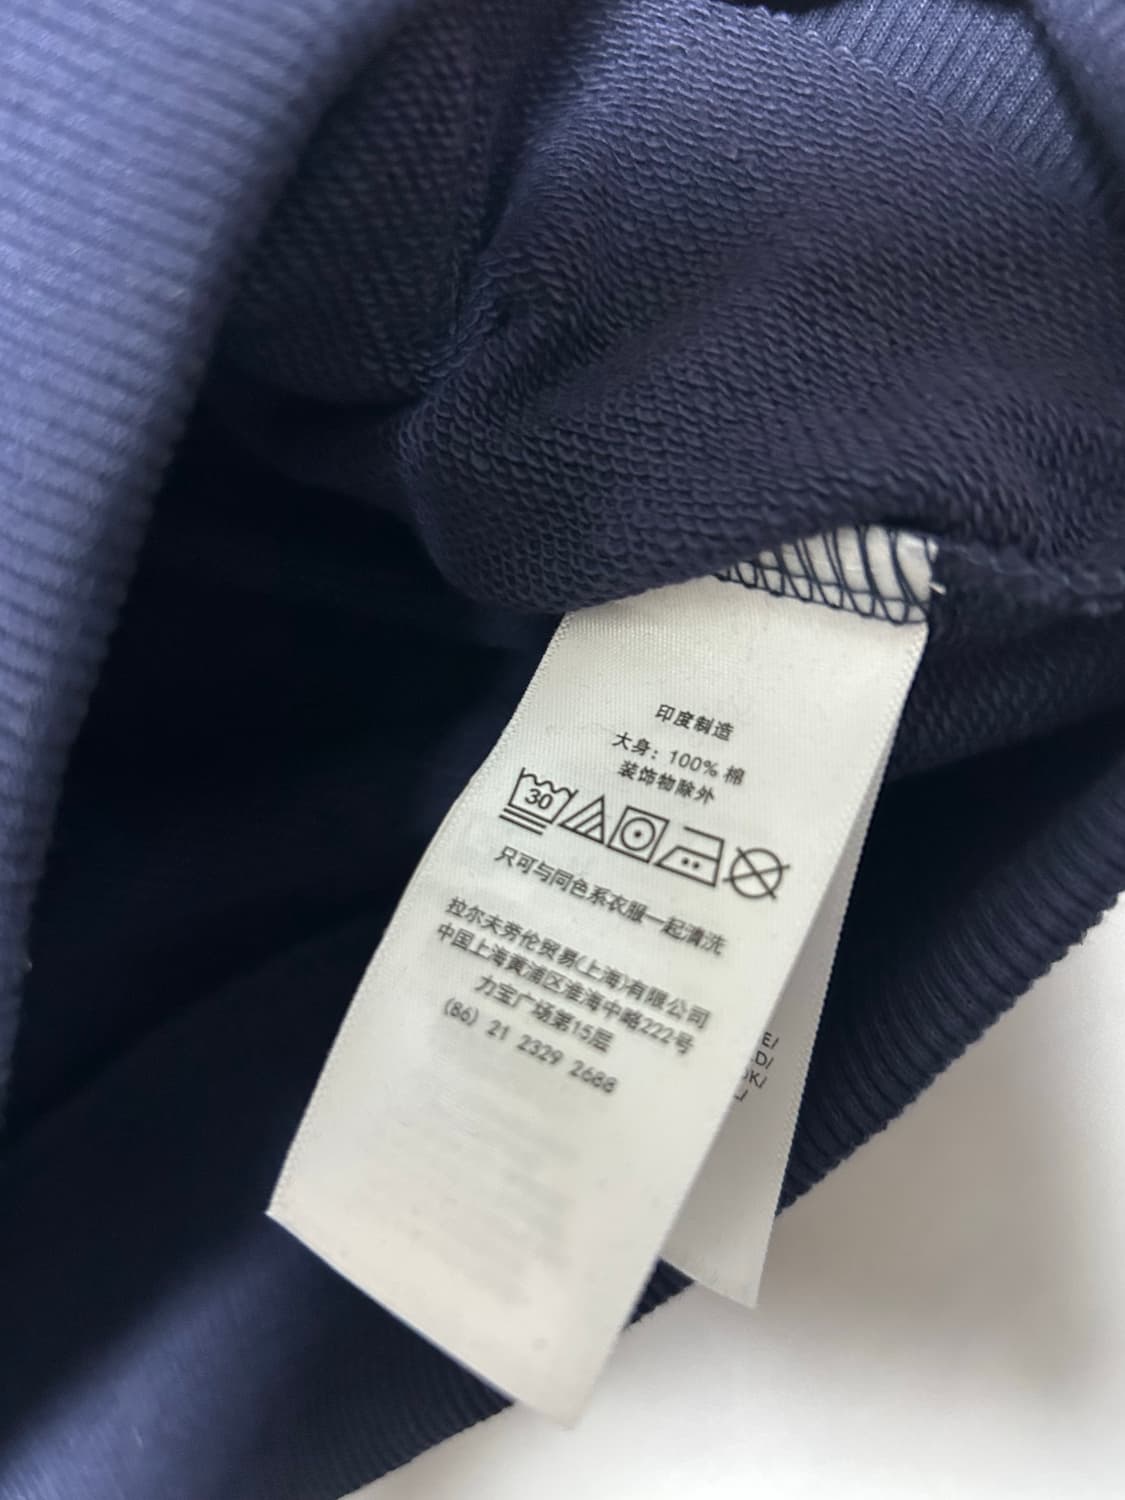 印度制造
大身: 100% 棉
装饰物除外
30
只可与同色系衣服一起清洗
拉尔夫劳伦贸易(上海)有限公司
中国上海黄浦区淮海中路222号
力宝广场第15层
(86) 21 2329 2688
E/
D/
K/